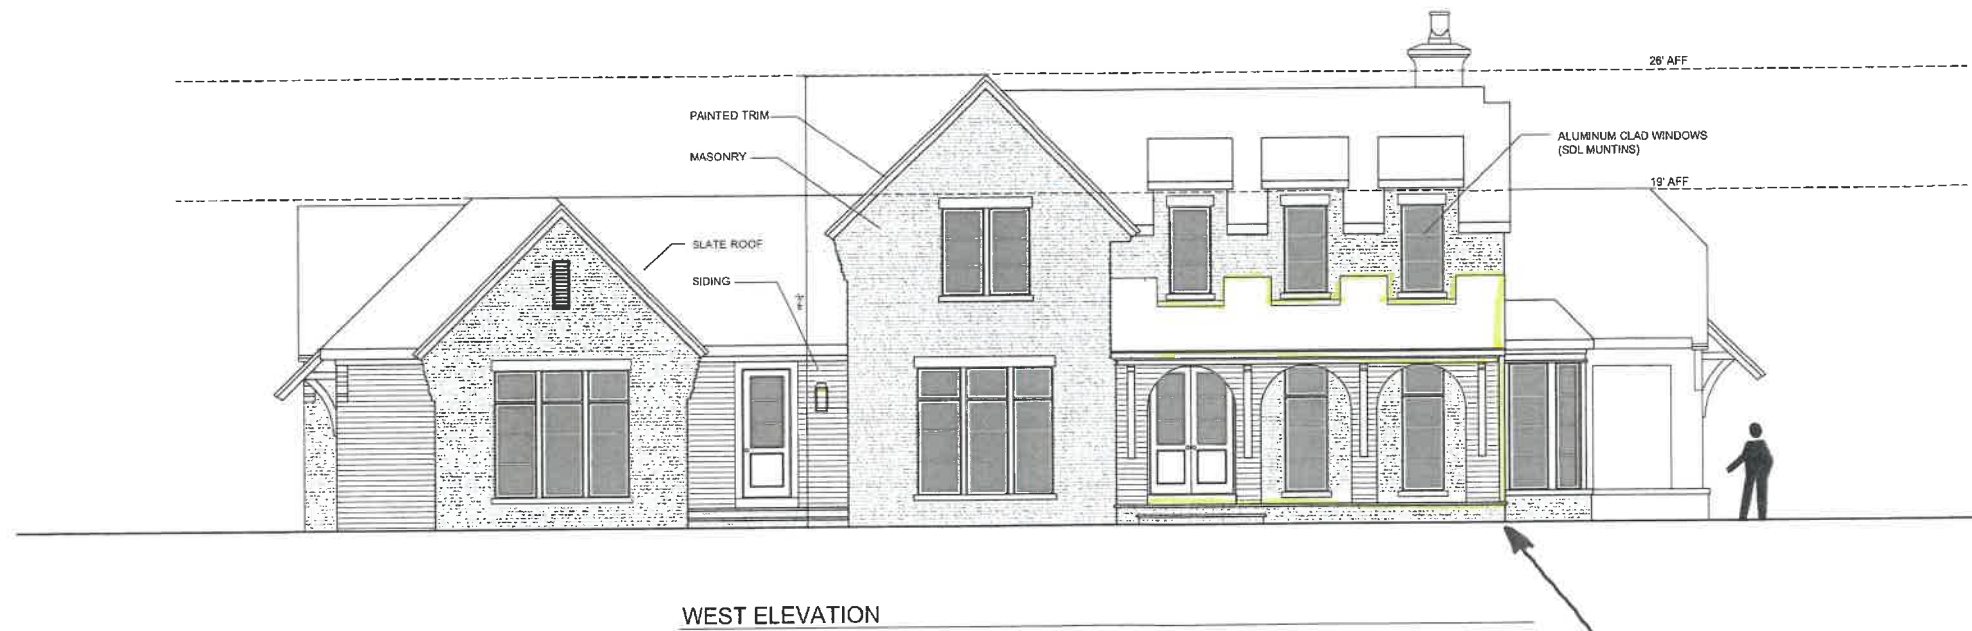 26' AFF
PAINTED TRIM
ALUMINUM CLAD WINDOWS
(SDL MUNTINS)
MASONRY
19' AFF
SLATE ROOF
SIDING
WEST ELEVATION